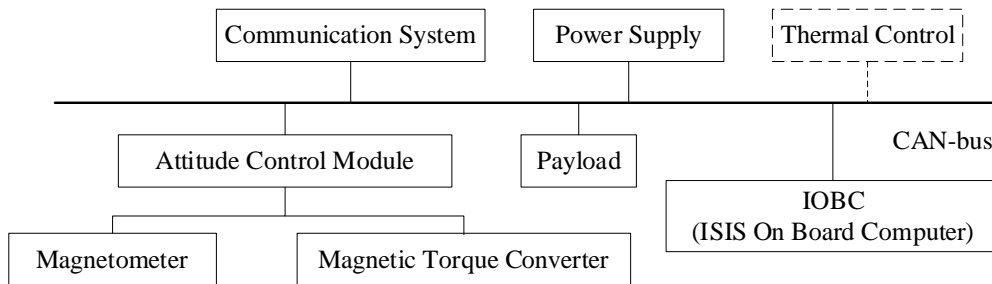 Communication System
Power Supply
Thermal Control
CAN-bus
Attitude Control Module
Payload
IOBC
(ISIS On Board Computer)
Magnetometer
Magnetic Torque Converter